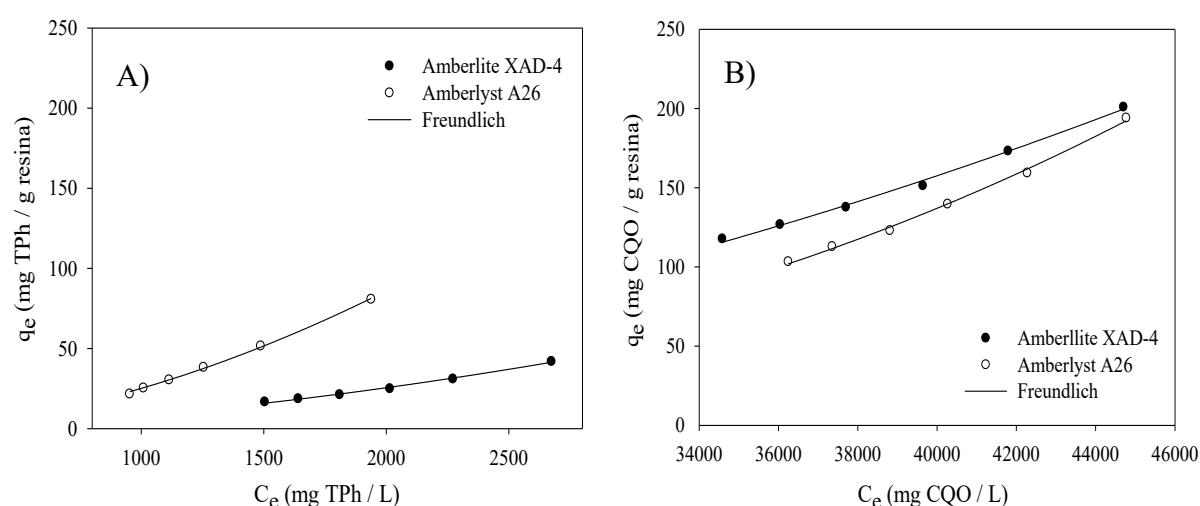 A)
Amberlite XAD-4
Amberlyst A26
Freundlich
250
200
150
100
50
0
1000 1500 2000 2500
qe (mg TPh / g resina)
Ce (mg TPh / L)
B)
250
200
150
100
50
0
34000 36000 38000 40000 42000 44000 46000
qe (mg CQO / g resina)
Amberllite XAD-4
Amberlyst A26
Freundlich
Ce (mg CQO / L)